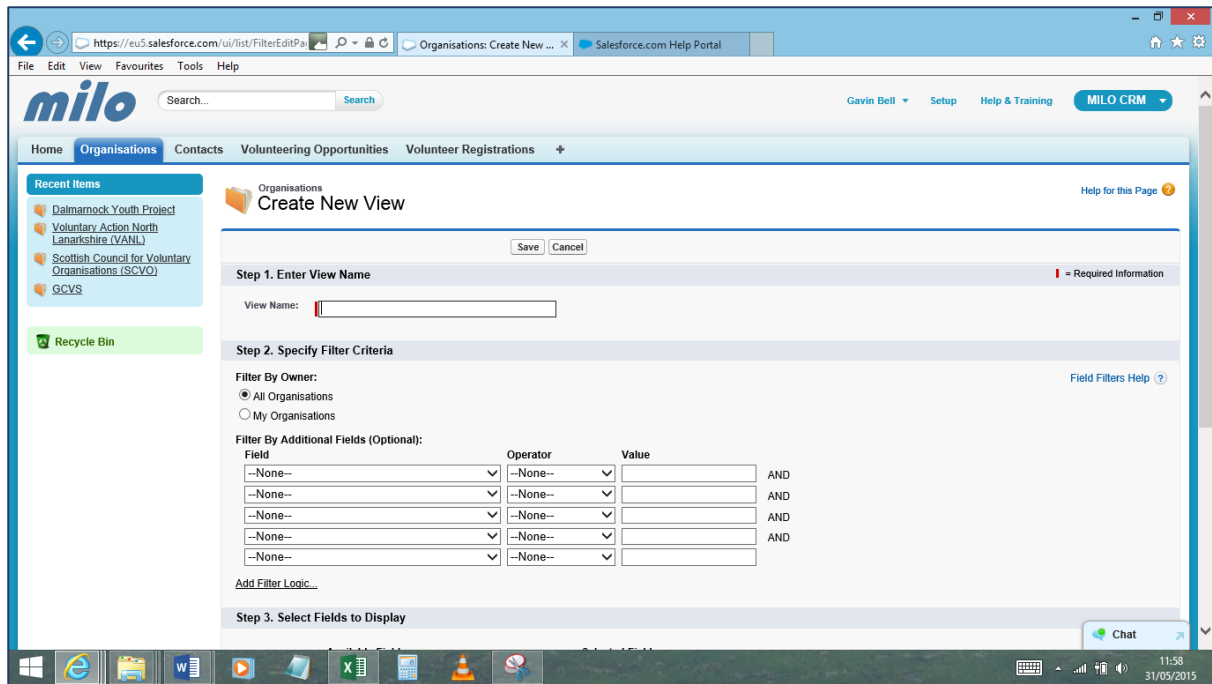 https://eu5.salesforce.com/ui/list/FilterEditPa
Organisations: Create New ...
Salesforce.com Help Portal
File Edit View Favourites Tools Help
milo
Search...
Search
Gavin Bell
Setup
Help & Training
MILO CRM
Home Organisations Contacts Volunteering Opportunities Volunteer Registrations +
Recent Items
Dalmarnock Youth Project
Voluntary Action North
Lanarkshire (VANL)
Scottish Council for Voluntary
Organisations (SCVO)
GCVS
Recycle Bin
Organisations
Create New View
Help for this Page ?
Save Cancel
Step 1. Enter View Name
= Required Information
View Name:
Step 2. Specify Filter Criteria
Filter By Owner:
Field Filters Help ?
All Organisations
My Organisations
Filter By Additional Fields (Optional):
Field Operator Value
--None-- --None-- AND
--None-- --None-- AND
--None-- --None-- AND
--None-- --None-- AND
--None-- --None--
Add Filter Logic...
Step 3. Select Fields to Display
Chat
11:58
31/05/2015